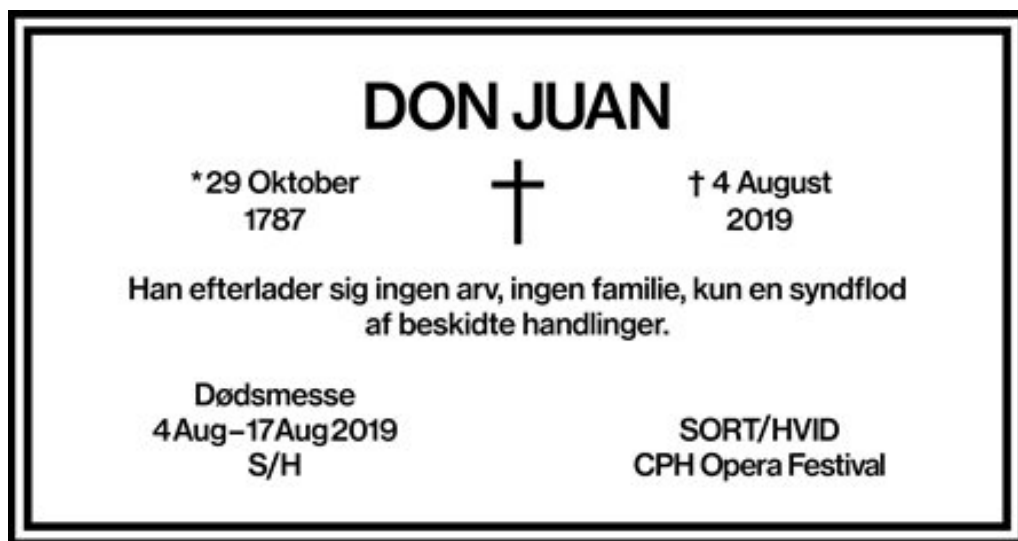 DON JUAN
* 29 Oktober
1787
† 4 August
2019
Han efterlader sig ingen arv, ingen familie, kun en syndflod
af beskidte handlinger.
Dødsmesse
4 Aug – 17 Aug 2019
S/H
SORT/HVID
CPH Opera Festival